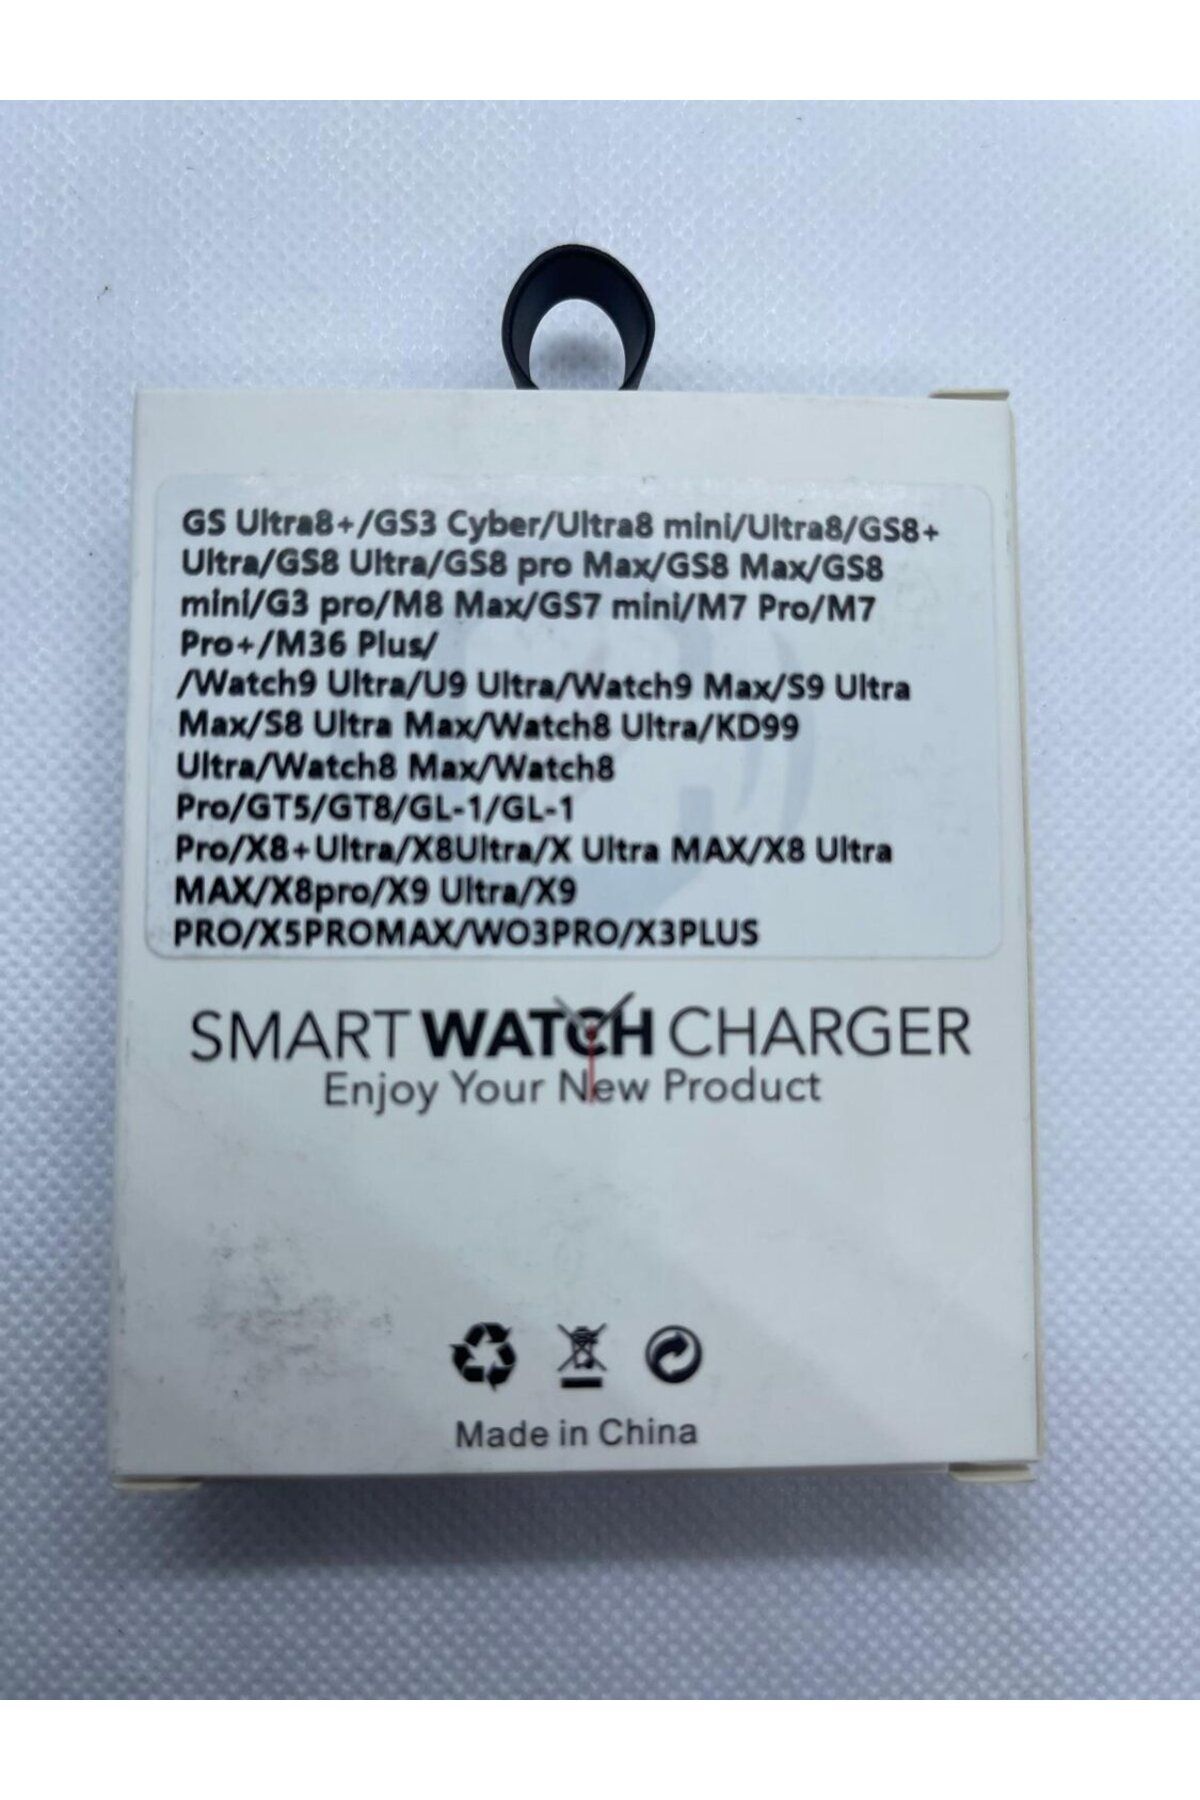 GS Ultra8+/GS3 Cyber/Ultra8 mini/Ultra8/GS8+
Ultra/GS8 Ultra/GS8 pro Max/GS8 Max/GS8
mini/G3 pro/M8 Max/GS7 mini/M7 Pro/M7
Pro+/M36 Plus/
/Watch9 Ultra/U9 Ultra/Watch9 Max/S9 Ultra
Max/S8 Ultra Max/Watch8 Ultra/KD99
Ultra/Watch8 Max/Watch8
Pro/GT5/GT8/GL-1/GL-1
Pro/X8+Ultra/X8Ultra/X Ultra MAX/X8 Ultra
MAX/X8pro/X9 Ultra/X9
PRO/X5PROMAX/WO3PRO/X3PLUS
SMART WATCH CHARGER
Enjoy Your New Product
Made in China